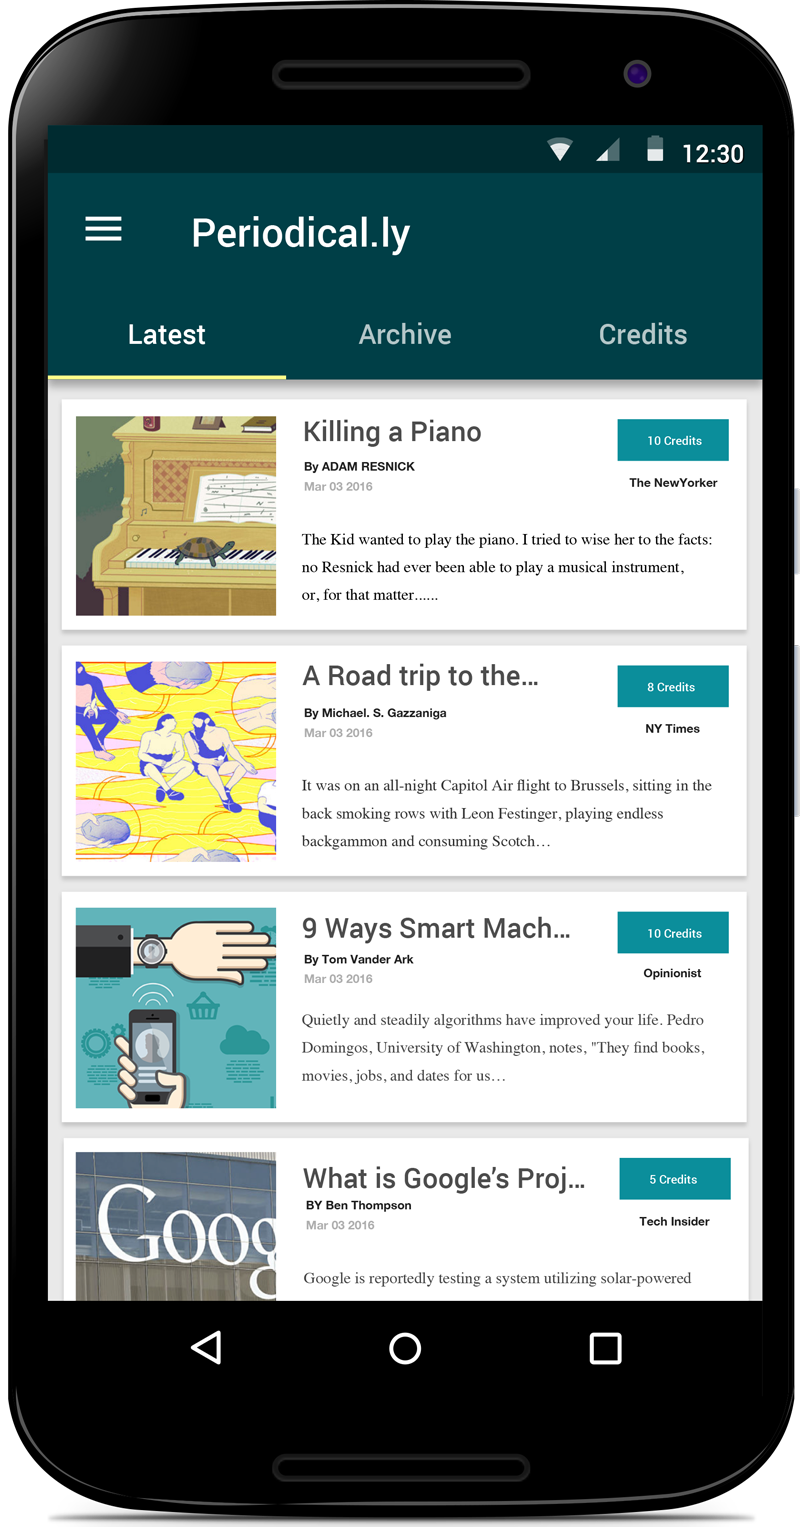 12:30
Periodical.ly
Latest Archive Credits
Killing a Piano
10 Credits
By ADAM RESNICK
The NewYorker
Mar 03 2016
The Kid wanted to play the piano. I tried to wise her to the facts:
no Resnick had ever been able to play a musical instrument,
or, for that matter......
A Road trip to the...
8 Credits
By Michael. S. Gazzaniga
NY Times
Mar 03 2016
It was on an all-night Capitol Air flight to Brussels, sitting in the
back smoking rows with Leon Festinger, playing endless
backgammon and consuming Scotch…
9 Ways Smart Mach...
10 Credits
By Tom Vander Ark
Opinionist
Mar 03 2016
Quietly and steadily algorithms have improved your life. Pedro
Domingos, University of Washington, notes, "They find books,
movies, jobs, and dates for us…
What is Google’s Proj...
5 Credits
BY Ben Thompson
Tech Insider
Mar 03 2016
Goog
Google is reportedly testing a system utilizing solar-powered